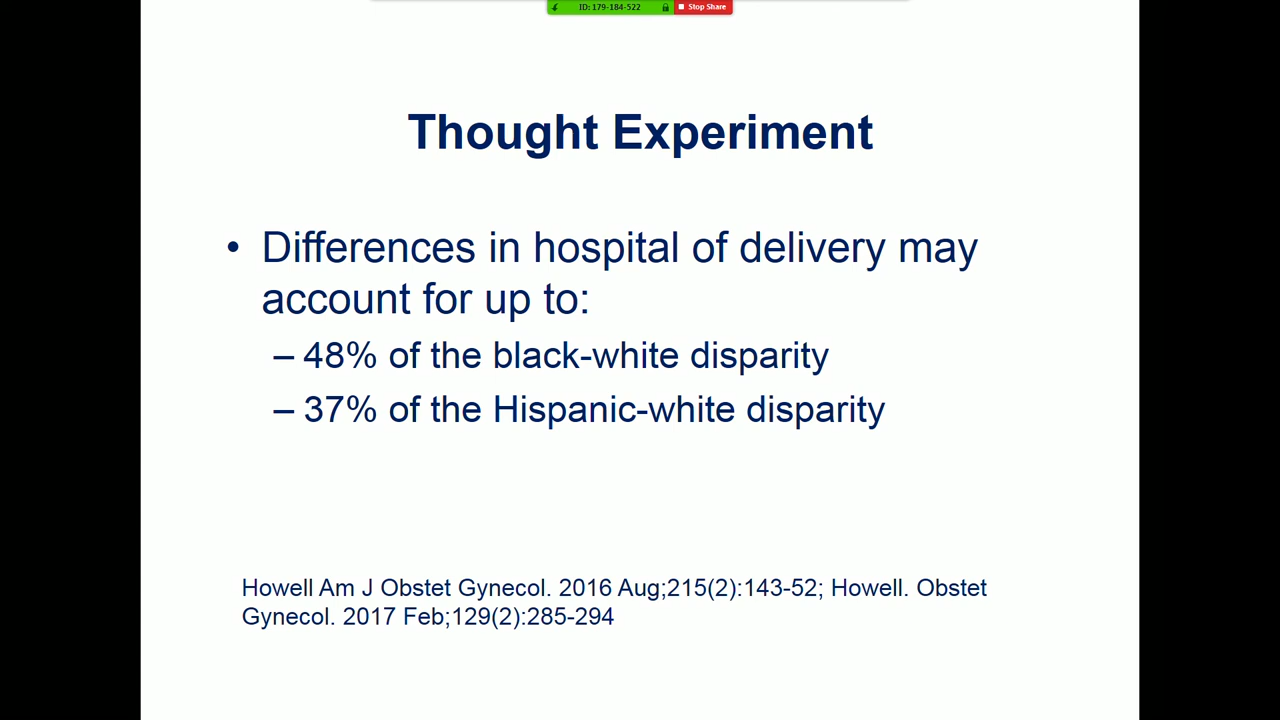 ID: 179-184-522 Stop Share
Thought Experiment
• Differences in hospital of delivery may
account for up to:
– 48% of the black-white disparity
– 37% of the Hispanic-white disparity
Howell Am J Obstet Gynecol. 2016 Aug;215(2):143-52; Howell. Obstet
Gynecol. 2017 Feb;129(2):285-294